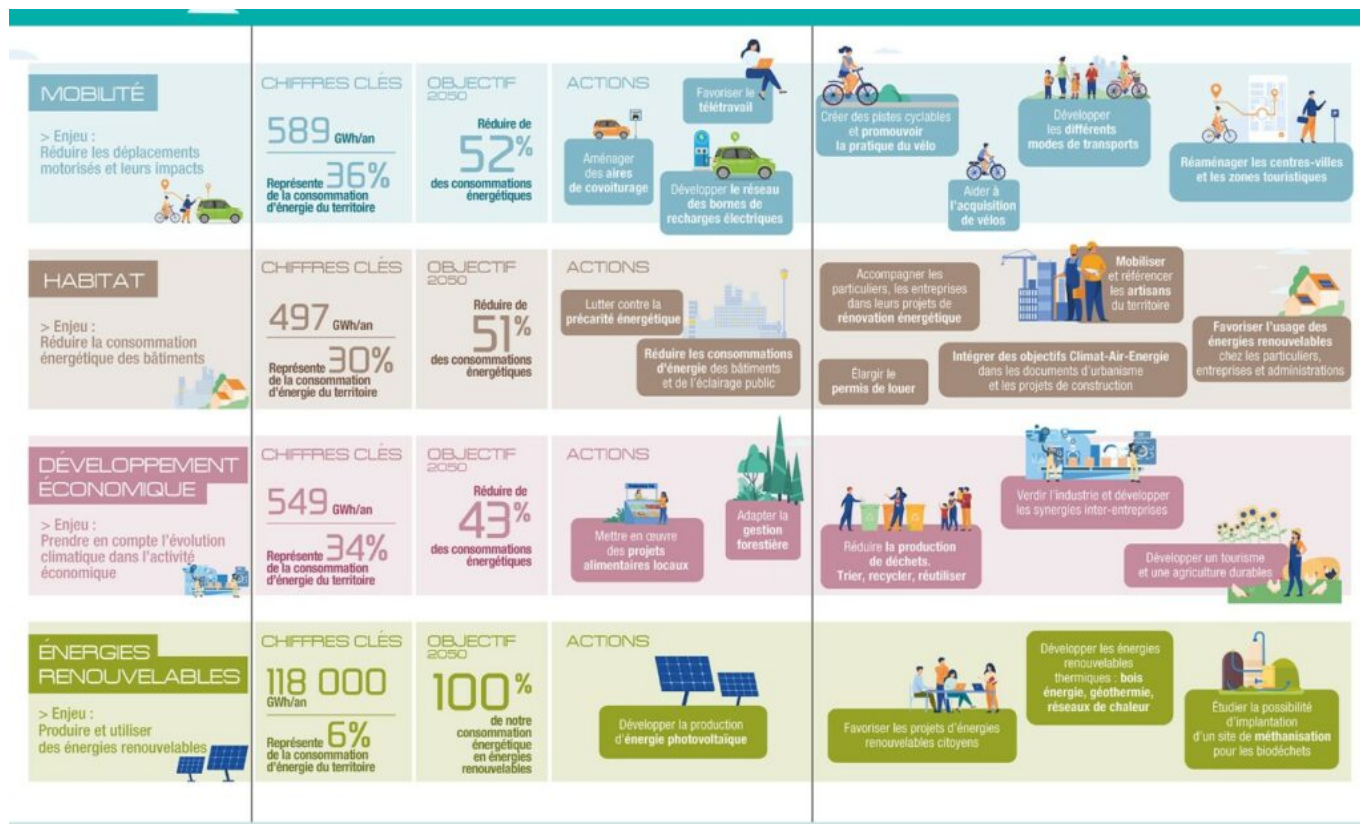 MOBILITÉ
> Enjeu :
Réduire les déplacements
motorisés et leurs impacts
CHIFFRES CLÉS
589 GWh/an
Représente 36%
de la consommation
d'énergie du territoire
OBJECTIF
2050
Réduire de
52%
des consommations
énergétiques
ACTIONS
Aménager
des aires
de covoiturage
Favoriser le
télétravail
Développer le réseau
des bornes de
recharges électriques
Créer des pistes cyclables
et promouvoir
la pratique du vélo
Aider à
l'acquisition
de vélos
Développer
les différents
modes de transports
Réaménager les centres-villes
et les zones touristiques
HABITAT
> Enjeu :
Réduire la consommation
énergétique des bâtiments
CHIFFRES CLÉS
497 GWh/an
Représente 30%
de la consommation
d'énergie du territoire
OBJECTIF
2050
Réduire de
51%
des consommations
énergétiques
ACTIONS
Lutter contre la
précarité énergétique
Réduire les consommations
d'énergie des bâtiments
et de l'éclairage public
Accompagner les
particuliers, les entreprises
dans leurs projets de
rénovation énergétique
Élargir le
permis de louer
Mobiliser
et référencer
les artisans
du territoire
Intégrer des objectifs Climat-Air-Energie
dans les documents d'urbanisme
et les projets de construction
Favoriser l'usage des
énergies renouvelables
chez les particuliers,
entreprises et administrations
DÉVELOPPEMENT
ÉCONOMIQUE
> Enjeu :
Prendre en compte l'évolution
climatique dans l'activité
économique
CHIFFRES CLÉS
549 GWh/an
Représente 34%
de la consommation
d'énergie du territoire
OBJECTIF
2050
Réduire de
43%
des consommations
énergétiques
ACTIONS
Mettre en œuvre
des projets
alimentaires locaux
Adapter la
gestion
forestière
Réduire la production
de déchets.
Trier, recycler, réutiliser
Verdir l'industrie et développer
les synergies inter-entreprises
Développer un tourisme
et une agriculture durables
ÉNERGIES
RENOUVELABLES
> Enjeu :
Produire et utiliser
des énergies renouvelables
CHIFFRES CLÉS
118 000
GWh/an
Représente 6%
de la consommation
d'énergie du territoire
OBJECTIF
2050
100%
de notre
consommation
énergétique
en énergies
renouvelables
ACTIONS
Développer la production
d'énergie photovoltaïque
Favoriser les projets d'énergies
renouvelables citoyens
Développer les énergies
renouvelables
thermiques : bois
énergie, géothermie,
réseaux de chaleur
Étudier la possibilité
d'implantation
d'un site de méthanisation
pour les biodéchets